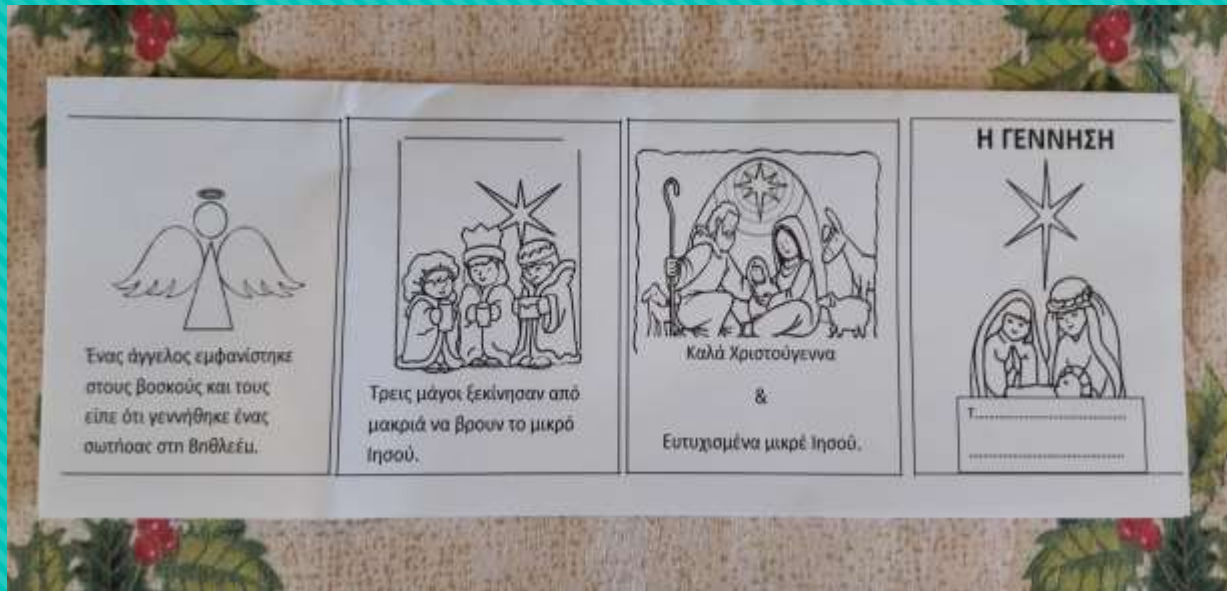 Ένας άγγελος εμφανίστηκε
στους βοσκούς και τους
είπε ότι γεννήθηκε ένας
σωτήρας στη Βηθλεέμ.
Τρεις μάγοι ξεκίνησαν από
μακριά να βρουν το μικρό
Ιησού.
Καλά Χριστούγεννα
&
Ευτυχισμένα μικρέ Ιησού.
Η ΓΕΝΝΗΣΗ
Τ............................................
............................................